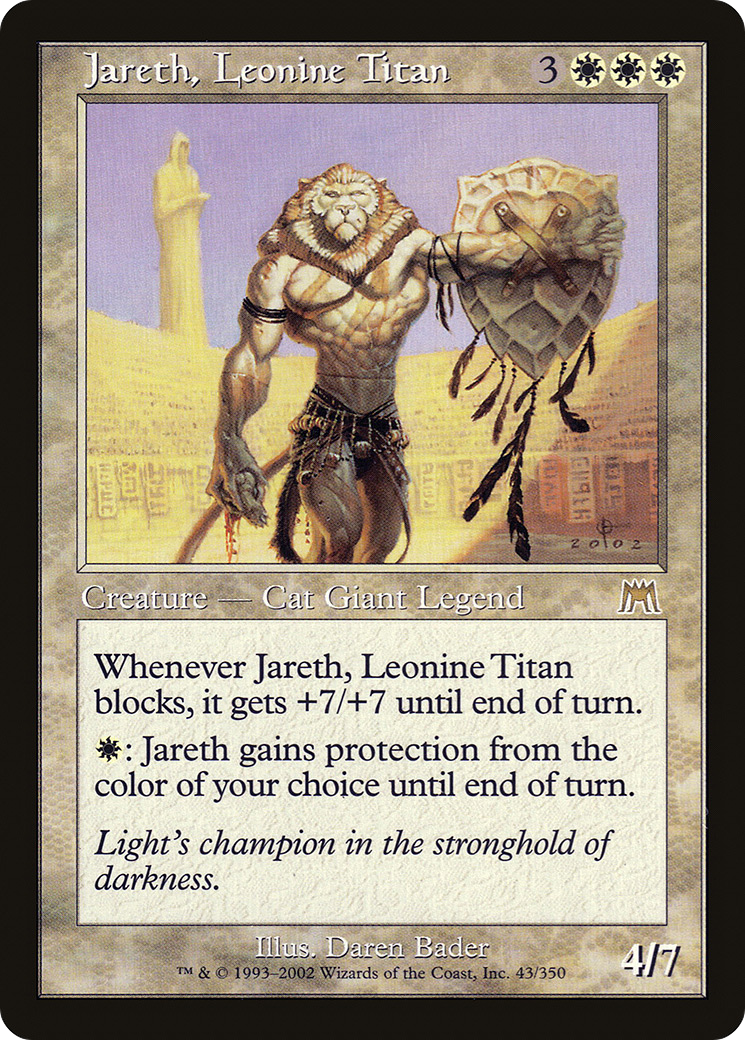 Jareth, Leonine Titan 3
2002
Creature — Cat Giant Legend
Whenever Jareth, Leonine Titan
blocks, it gets +7/+7 until end of turn.
: Jareth gains protection from the
color of your choice until end of turn.
Light's champion in the stronghold of
darkness.
Illus. Daren Bader
™ & © 1993–2002 Wizards of the Coast, Inc. 43/350
4/7